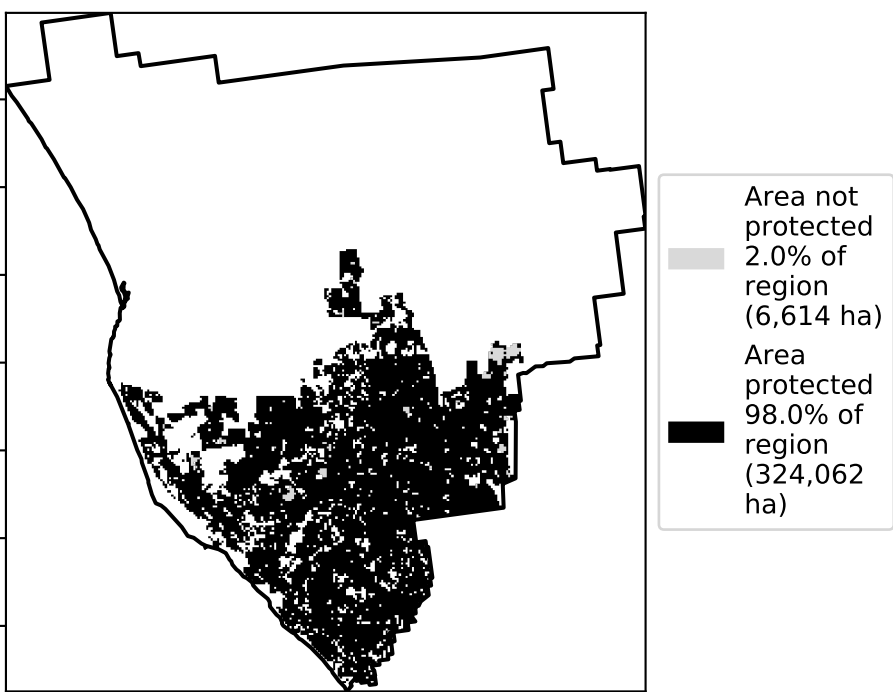 Area not
protected
2.0% of
region
(6,614 ha)
Area
protected
98.0% of
region
(324,062
ha)